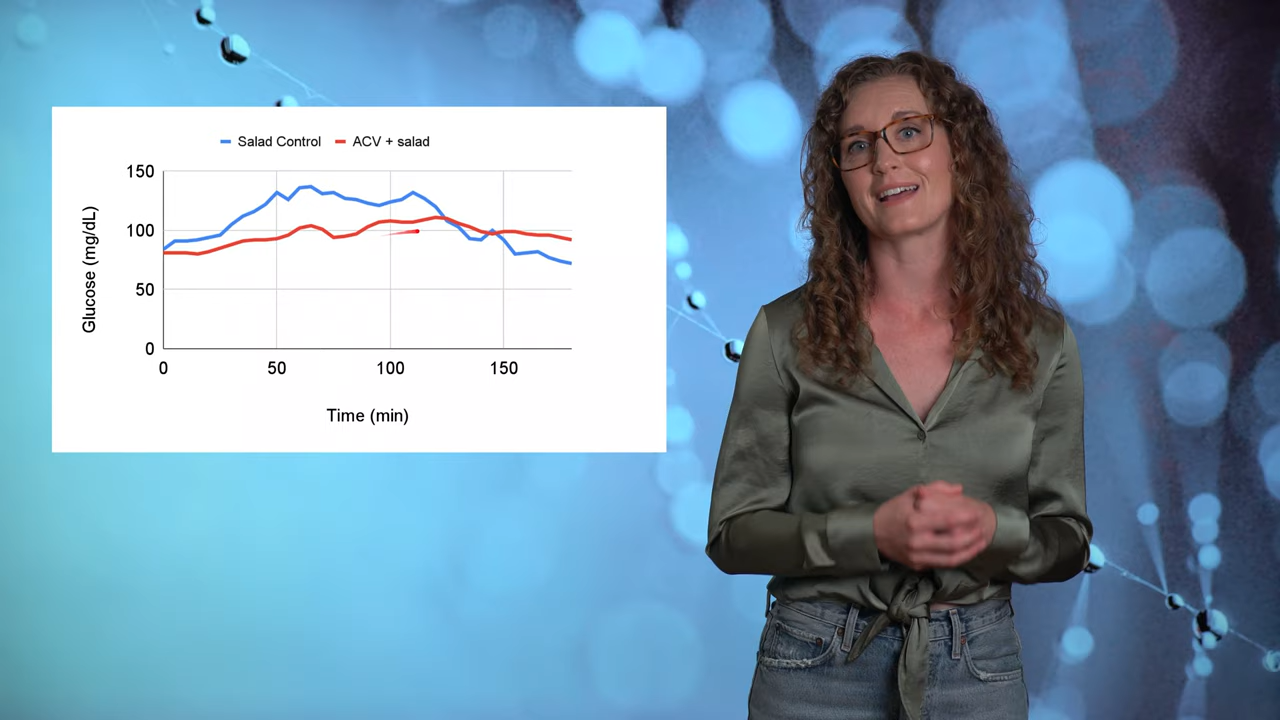 Salad Control ACV + salad
150
100
50
0
Glucose (mg/dL)
0 50 100 150
Time (min)